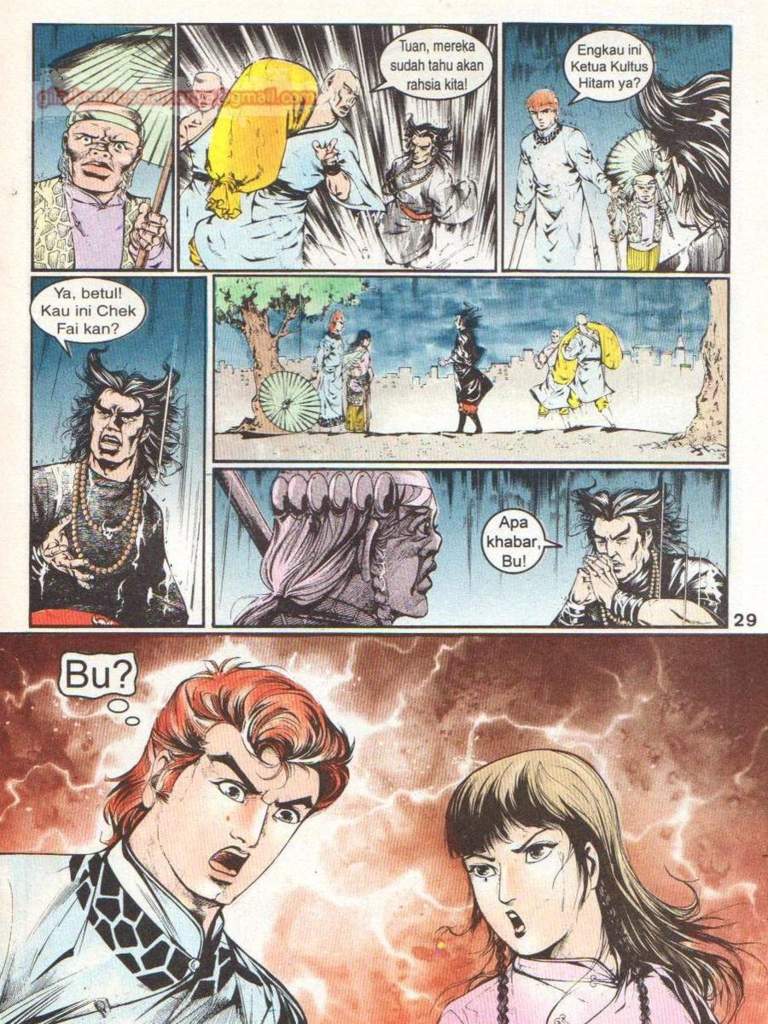 Tuan, mereka
sudah tahu akan
rahsia kita!
Engkau ini
Ketua Kultus
Hitam ya?
Ya, betul!
Kau ini Chek
Fai kan?
Apa
khabar,
Bu!
29
Bu?